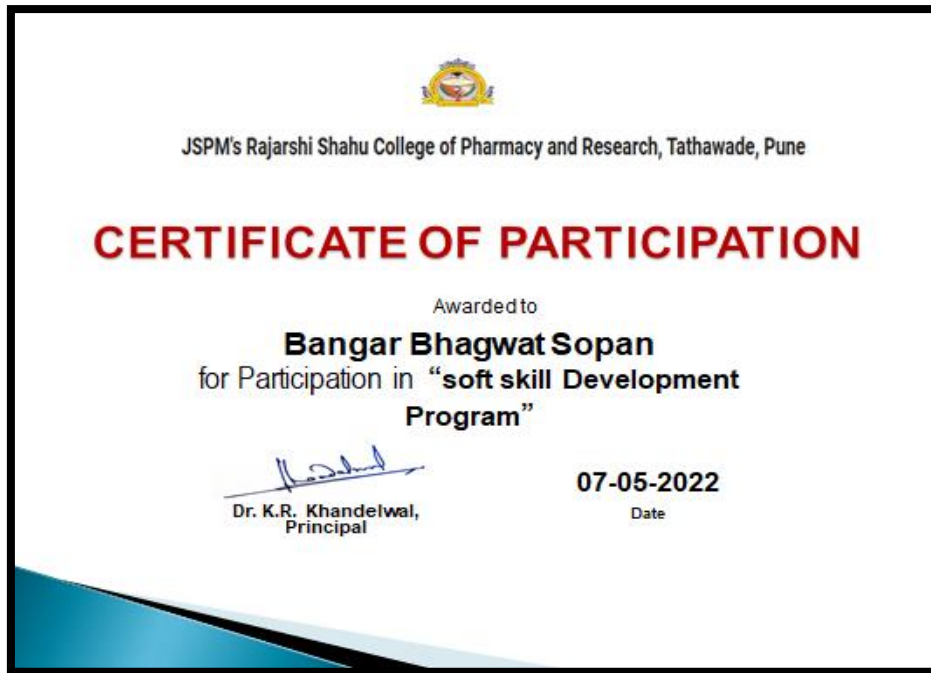 JSPM's Rajarshi Shahu College of Pharmacy and Research, Tathawade, Pune
CERTIFICATE OF PARTICIPATION
Awarded to
Bangar Bhagwat Sopan
for Participation in “soft skill Development
Program”
Dr. K.R. Khandelwal,
Principal
07-05-2022
Date